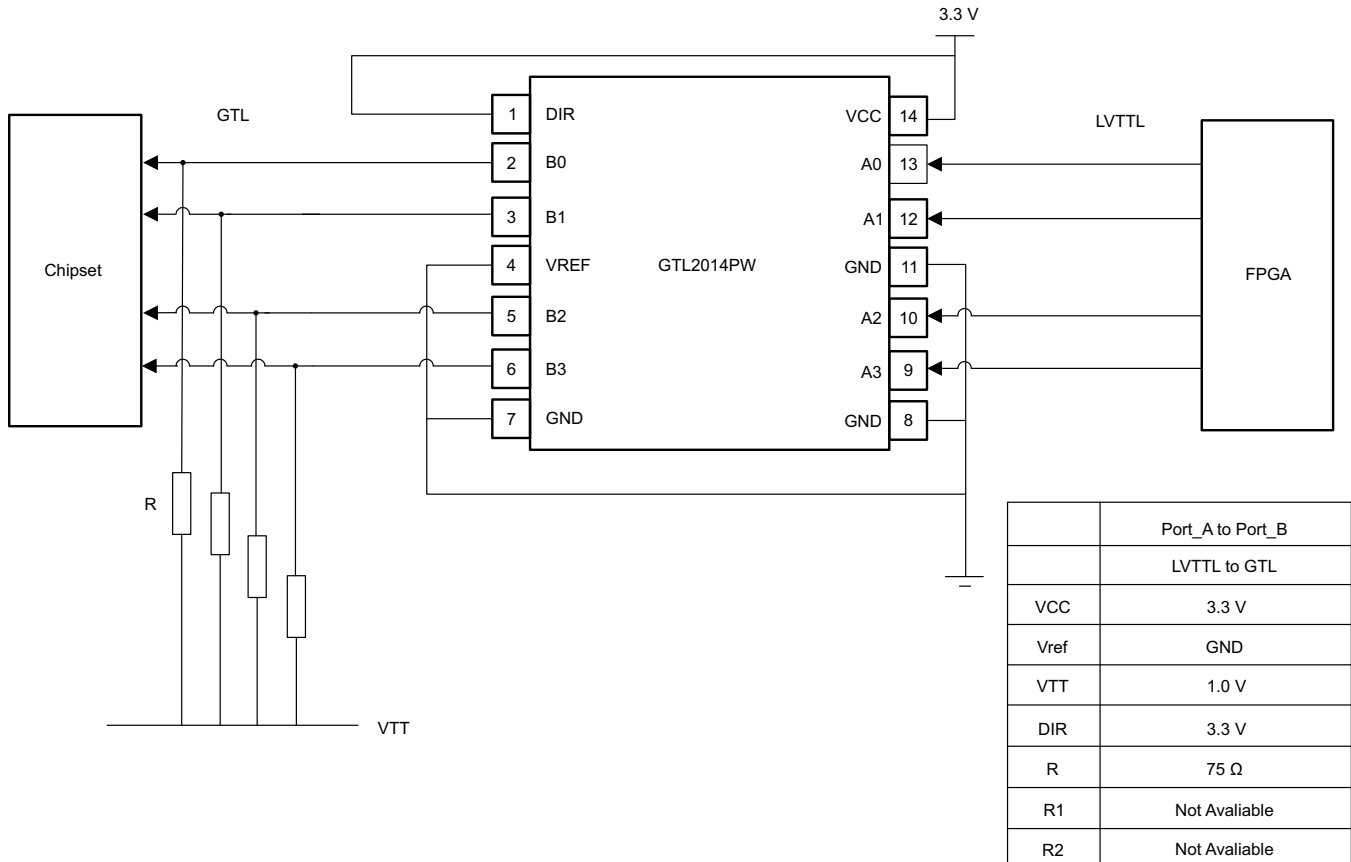 3.3 V
GTL
LVTTL
1 DIR VCC 14
2 B0 A0 13
3 B1 A1 12
Chipset 4 VREF GTL2014PW GND 11 FPGA
5 B2 A2 10
6 B3 A3 9
7 GND GND 8
R
VTT
Port_A to Port_B
LVTTL to GTL
VCC 3.3 V
Vref GND
VTT 1.0 V
DIR 3.3 V
R 75 Ω
R1 Not Avaliable
R2 Not Avaliable